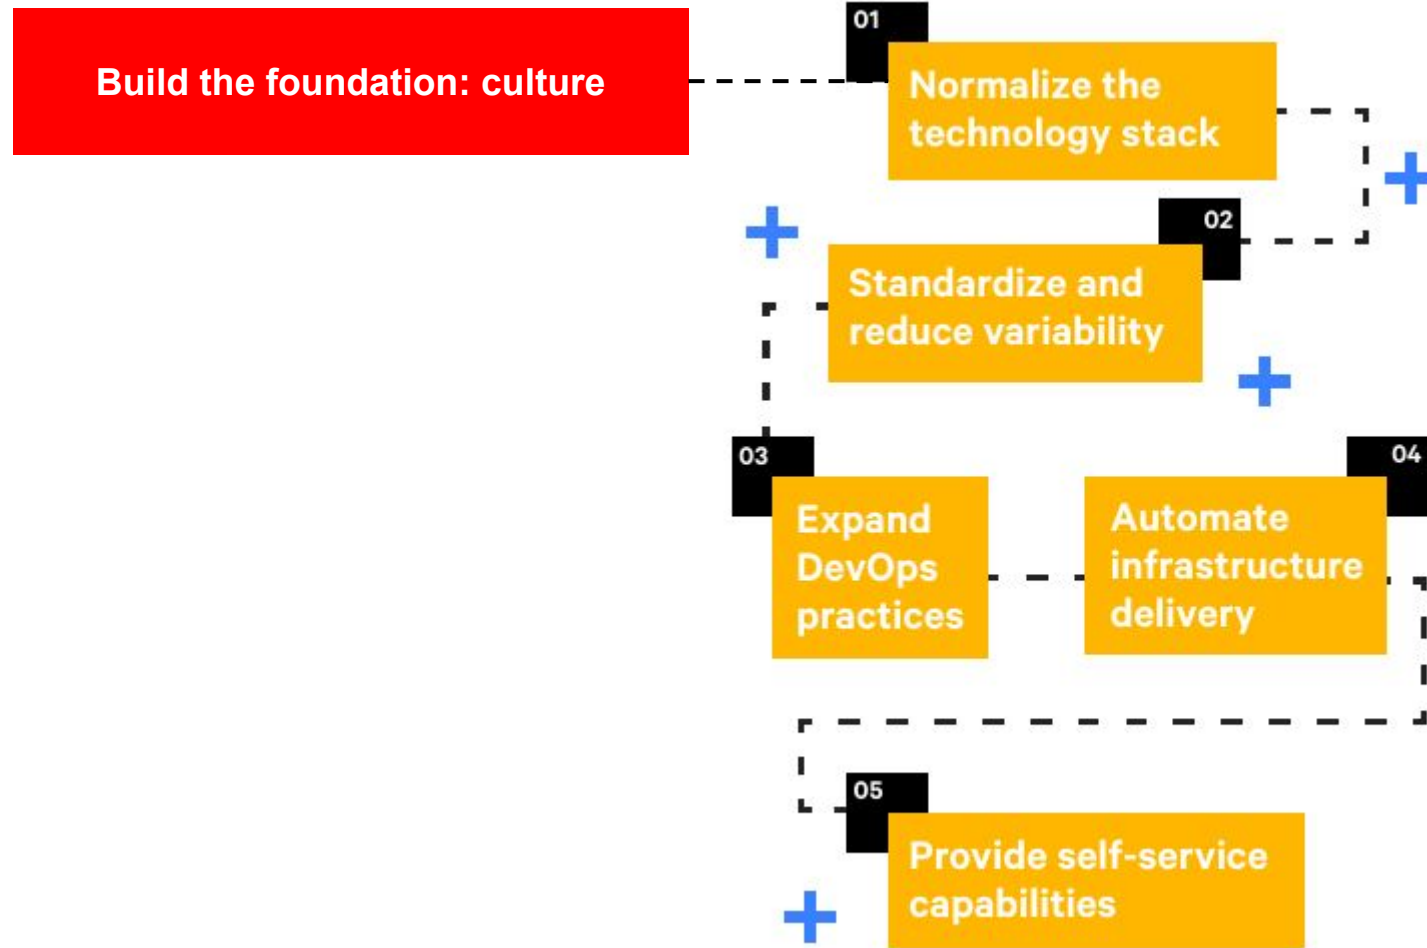 Build the foundation: culture
01
Normalize the
technology stack
02
Standardize and
reduce variability
03
Expand
DevOps
practices
04
Automate
infrastructure
delivery
05
Provide self-service
capabilities